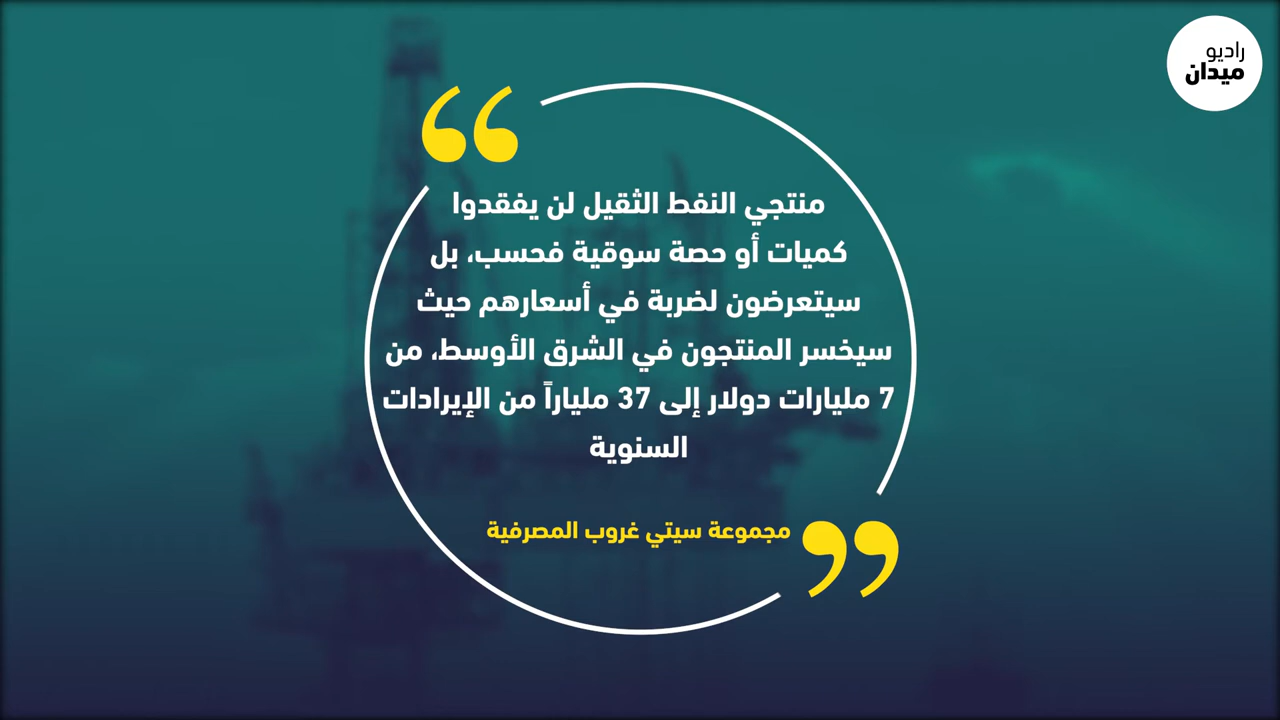 راديو
ميدان
منتجي النفط الثقيل لن يفقدوا
كميات أو حصة سوقية فحسب، بل
سيتعرضون لضربة في أسعارهم حيث
سيخسر المنتجون في الشرق الأوسط، من
7 مليارات دولار إلى 37 ملياراً من الإيرادات
السنوية
مجموعة سيتي غروب المصرفية